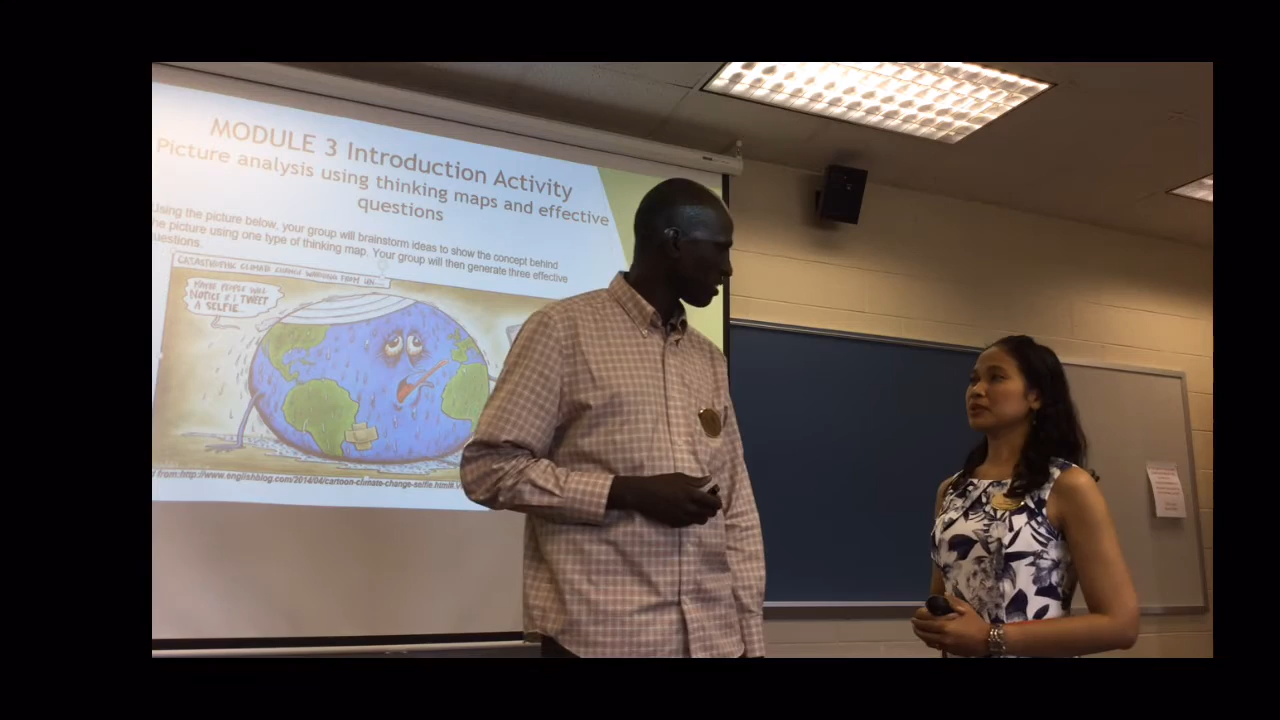 MODULE 3 Introduction Activity
Picture analysis using thinking maps and effective
questions
Using the picture below, your group will brainstorm ideas to show the concept behind
the picture using one type of thinking map. Your group will then generate three effective
questions.
CATASTROPHIC CLIMATE CHANGE WARNING FROM UN...
MAYBE PEOPLE WILL
NOTICE IF I TWEET
A SELFIE...
from:http://www.englishblog.com/2014/04/cartoon-climate-change-selfie.html#.V